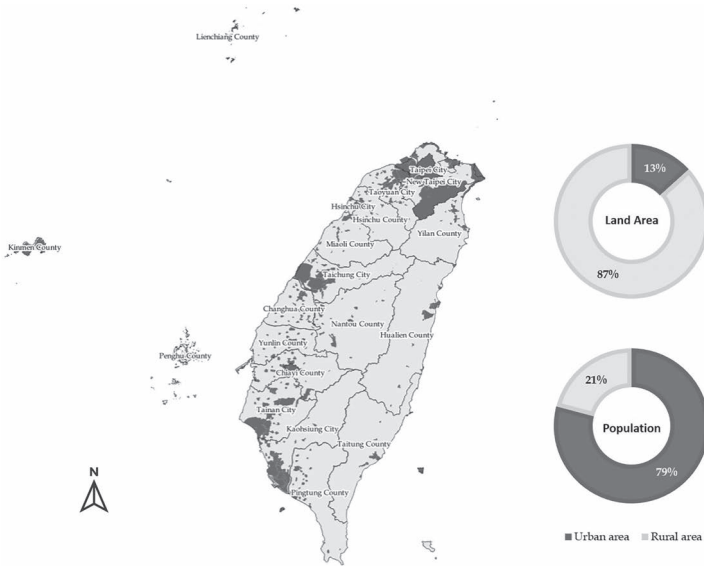 Lienchiang County
Taipei City
New Taipei City
Taoyuan City
Hsinchu City
Hsinchu County
Yilan County
Miaoli County
Kinmen County
Taichung City
Changhua County
Nantou County
Hualien County
Yunlin County
Penghu County
Chiayi County
Tainan City
Kaohsiung City
Taitung County
Pingtung County
N
13%
Land Area
87%
21%
Population
79%
Urban area
Rural area